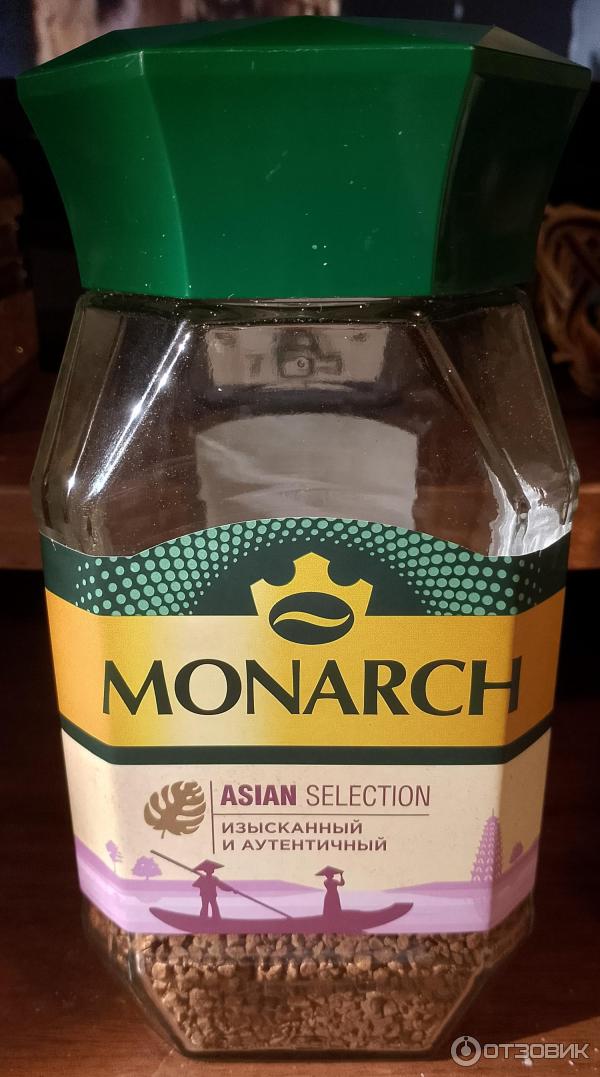 MONARCH
ASIAN SELECTION
ИЗЫСКАННЫЙ
И АУТЕНТИЧНЫЙ
ОТЗОВИК